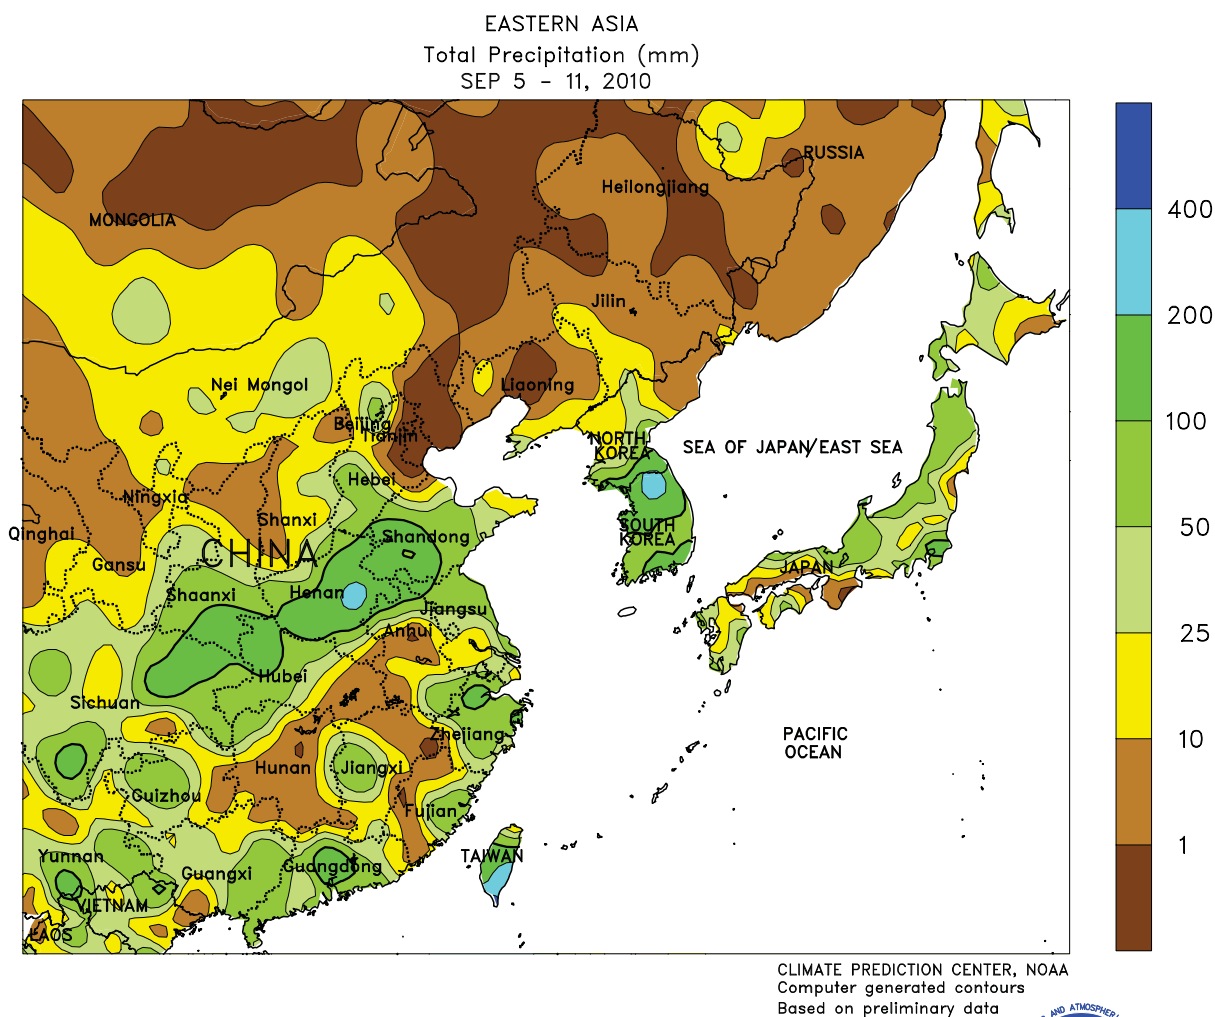 EASTERN ASIA
Total Precipitation (mm)
SEP 5 - 11, 2010
RUSSIA
Heilongjiang
MONGOLIA
400
Jilin
200
Nei Mongol
Liaoning
100
Beijing
Tianjin
NORTH
KOREA
SEA OF JAPAN/EAST SEA
Hebei
Ningxia
Shanxi
50
SOUTH
KOREA
Qinghai
Shandong
CHINA
Gansu
JAPAN
Shaanxi
Henan
Jiangsu
Anhui
25
Hubei
Sichuan
Zhejiang
PACIFIC
OCEAN
10
Hunan
Jiangxi
Guizhou
Fujian
1
Yunnan
TAIWAN
Guangxi
Guangdong
VIETNAM
LAOS
CLIMATE PREDICTION CENTER, NOAA
Computer generated contours
Based on preliminary data
AND ATMOSPHER